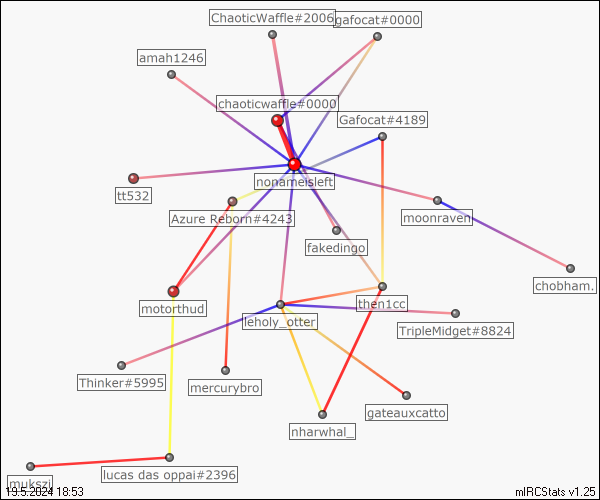 ChaoticWaffle#2006
gafocat#0000
amah1246
chaoticwaffle#0000
Gafocat#4189
nonameisleft
tt532
moonraven
Azure Reborn#4243
fakedingo
chobham.
motorthud
then1cc
leholy_otter
TripleMidget#8824
Thinker#5995
mercurybro
gateauxcatto
nharwhal_
lucas das oppai#2396
mukszi
19.5.2024 18:53
mIRCStats v1.25